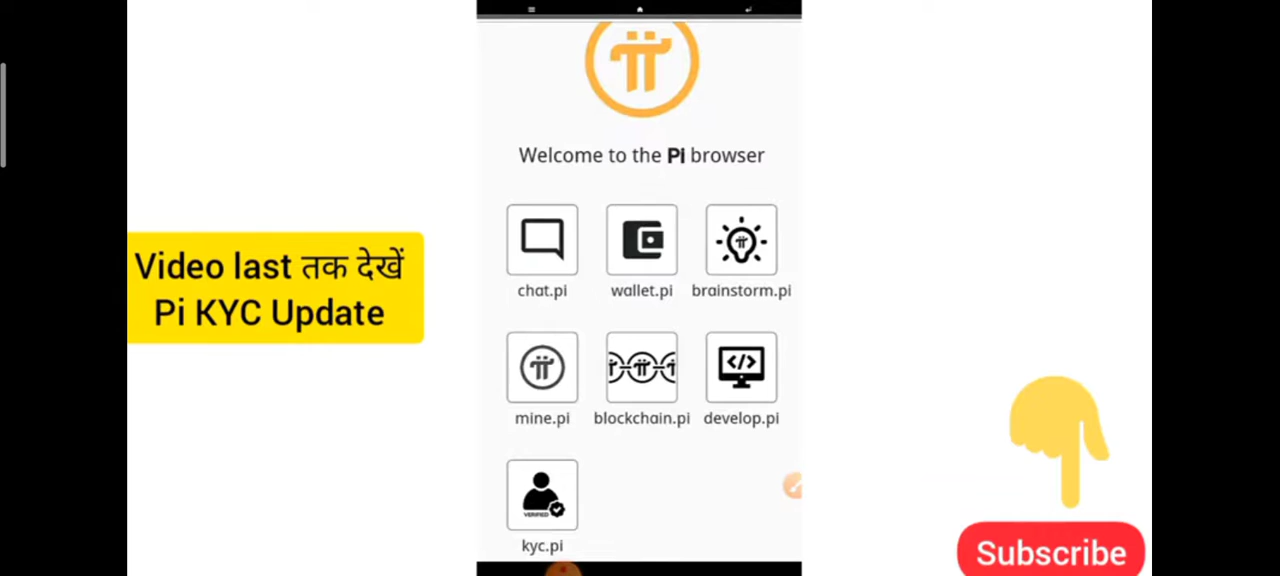 Welcome to the Pi browser
chat.pi
wallet.pi
brainstorm.pi
Video last तक देखें
Pi KYC Update
mine.pi
blockchain.pi
develop.pi
VERIFIED
kyc.pi
Subscribe